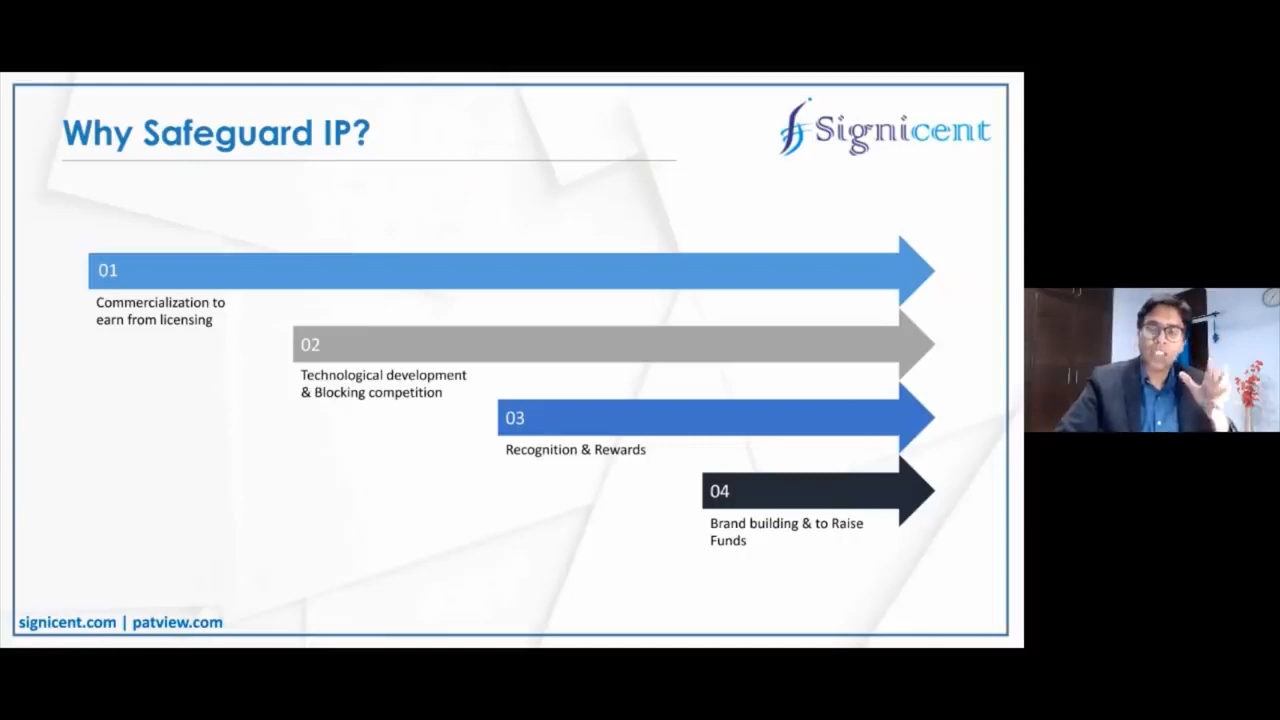 Why Safeguard IP?
Signicent
01
Commercialization to
earn from licensing
02
Technological development
& Blocking competition
03
Recognition & Rewards
04
Brand building & to Raise
Funds
signicent.com | patview.com